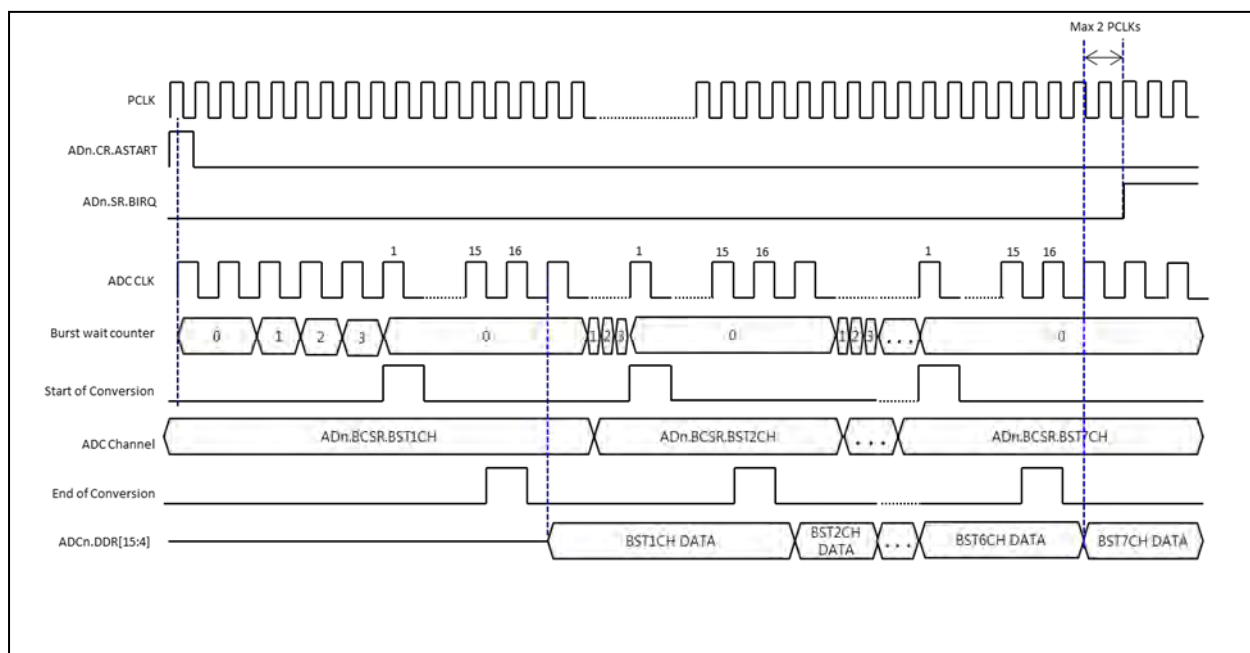 Max 2 PCLKs
PCLK
ADn.CR.ASTART
ADn.SR.BIRQ
1 15 16 1 15 16 1 15 16
ADC CLK
Burst wait counter 0 1 2 3 0 1 2 3 0 1 2 3 ... 0
Start of Conversion
ADC Channel ADn.BCSR.BST1CH ADn.BCSR.BST2CH ... ADn.BCSR.BST7CH
End of Conversion
ADCn.DDR[15:4] BST1CH DATA BST2CH DATA ... BST6CH DATA BST7CH DATA